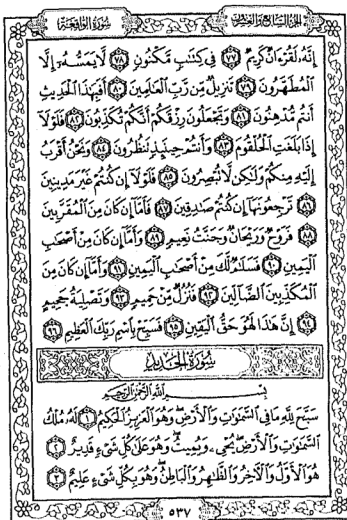 الجزء السابع والعشرون سورة الواقعة
إِنَّهُ لَقُرْءَانٌ كَرِيمٌ ٧٧ فِى كِتَٰبٍ مَّكْنُونٍ ٧٨ لَّا يَمَسُّهُۥٓ إِلَّا
ٱلْمُطَهَّرُونَ ٧٩ تَنزِيلٌ مِّن رَّبِّ ٱلْعَٰلَمِينَ ٨٠ أَفَبِهَٰذَا ٱلْحَدِيثِ
أَنتُم مُّدْهِنُونَ ٨١ وَتَجْعَلُونَ رِزْقَكُمْ أَنَّكُمْ تُكَذِّبُونَ ٨٢ فَلَوْلَآ
إِذَا بَلَغَتِ ٱلْحُلْقُومَ ٨٣ وَأَنتُمْ حِينَئِذٍ تَنظُرُونَ ٨٤ وَنَحْنُ أَقْرَبُ
إِلَيْهِ مِنكُمْ وَلَٰكِن لَّا تُبْصِرُونَ ٨٥ فَلَوْلَآ إِن كُنتُمْ غَيْرَ مَدِينِينَ
٨٦ تَرْجِعُونَهَآ إِن كُنتُمْ صَٰدِقِينَ ٨٧ فَأَمَّآ إِن كَانَ مِنَ ٱلْمُقَرَّبِينَ
٨٨ فَرَوْحٌ وَرَيْحَانٌ وَجَنَّتُ نَعِيمٍ ٨٩ وَأَمَّآ إِن كَانَ مِنْ أَصْحَٰبِ
ٱلْيَمِينِ ٩٠ فَسَلَٰمٌ لَّكَ مِنْ أَصْحَٰبِ ٱلْيَمِينِ ٩١ وَأَمَّآ إِن كَانَ مِنَ
ٱلْمُكَذِّبِينَ ٱلضَّآلِّينَ ٩٢ فَنُزُلٌ مِّنْ حَمِيمٍ ٩٣ وَتَصْلِيَةُ جَحِيمٍ
٩٤ إِنَّ هَٰذَا لَهُوَ حَقُّ ٱلْيَقِينِ ٩٥ فَسَبِّحْ بِٱسْمِ رَبِّكَ ٱلْعَظِيمِ ٩٦
سُورَةُ الحَدِيدِ
بِسْمِ ٱللَّهِ ٱلرَّحْمَٰنِ ٱلرَّحِيمِ
سَبَّحَ لِلَّهِ مَا فِى ٱلسَّمَٰوَٰتِ وَٱلْأَرْضِ وَهُوَ ٱلْعَزِيزُ ٱلْحَكِيمُ ١ لَهُۥ مُلْكُ
ٱلسَّمَٰوَٰتِ وَٱلْأَرْضِ يُحْىِۦ وَيُمِيتُ وَهُوَ عَلَىٰ كُلِّ شَىْءٍ قَدِيرٌ ٢
هُوَ ٱلْأَوَّلُ وَٱلْءَاخِرُ وَٱلظَّٰهِرُ وَٱلْبَاطِنُ وَهُوَ بِكُلِّ شَىْءٍ عَلِيمٌ ٣
٥٣٧